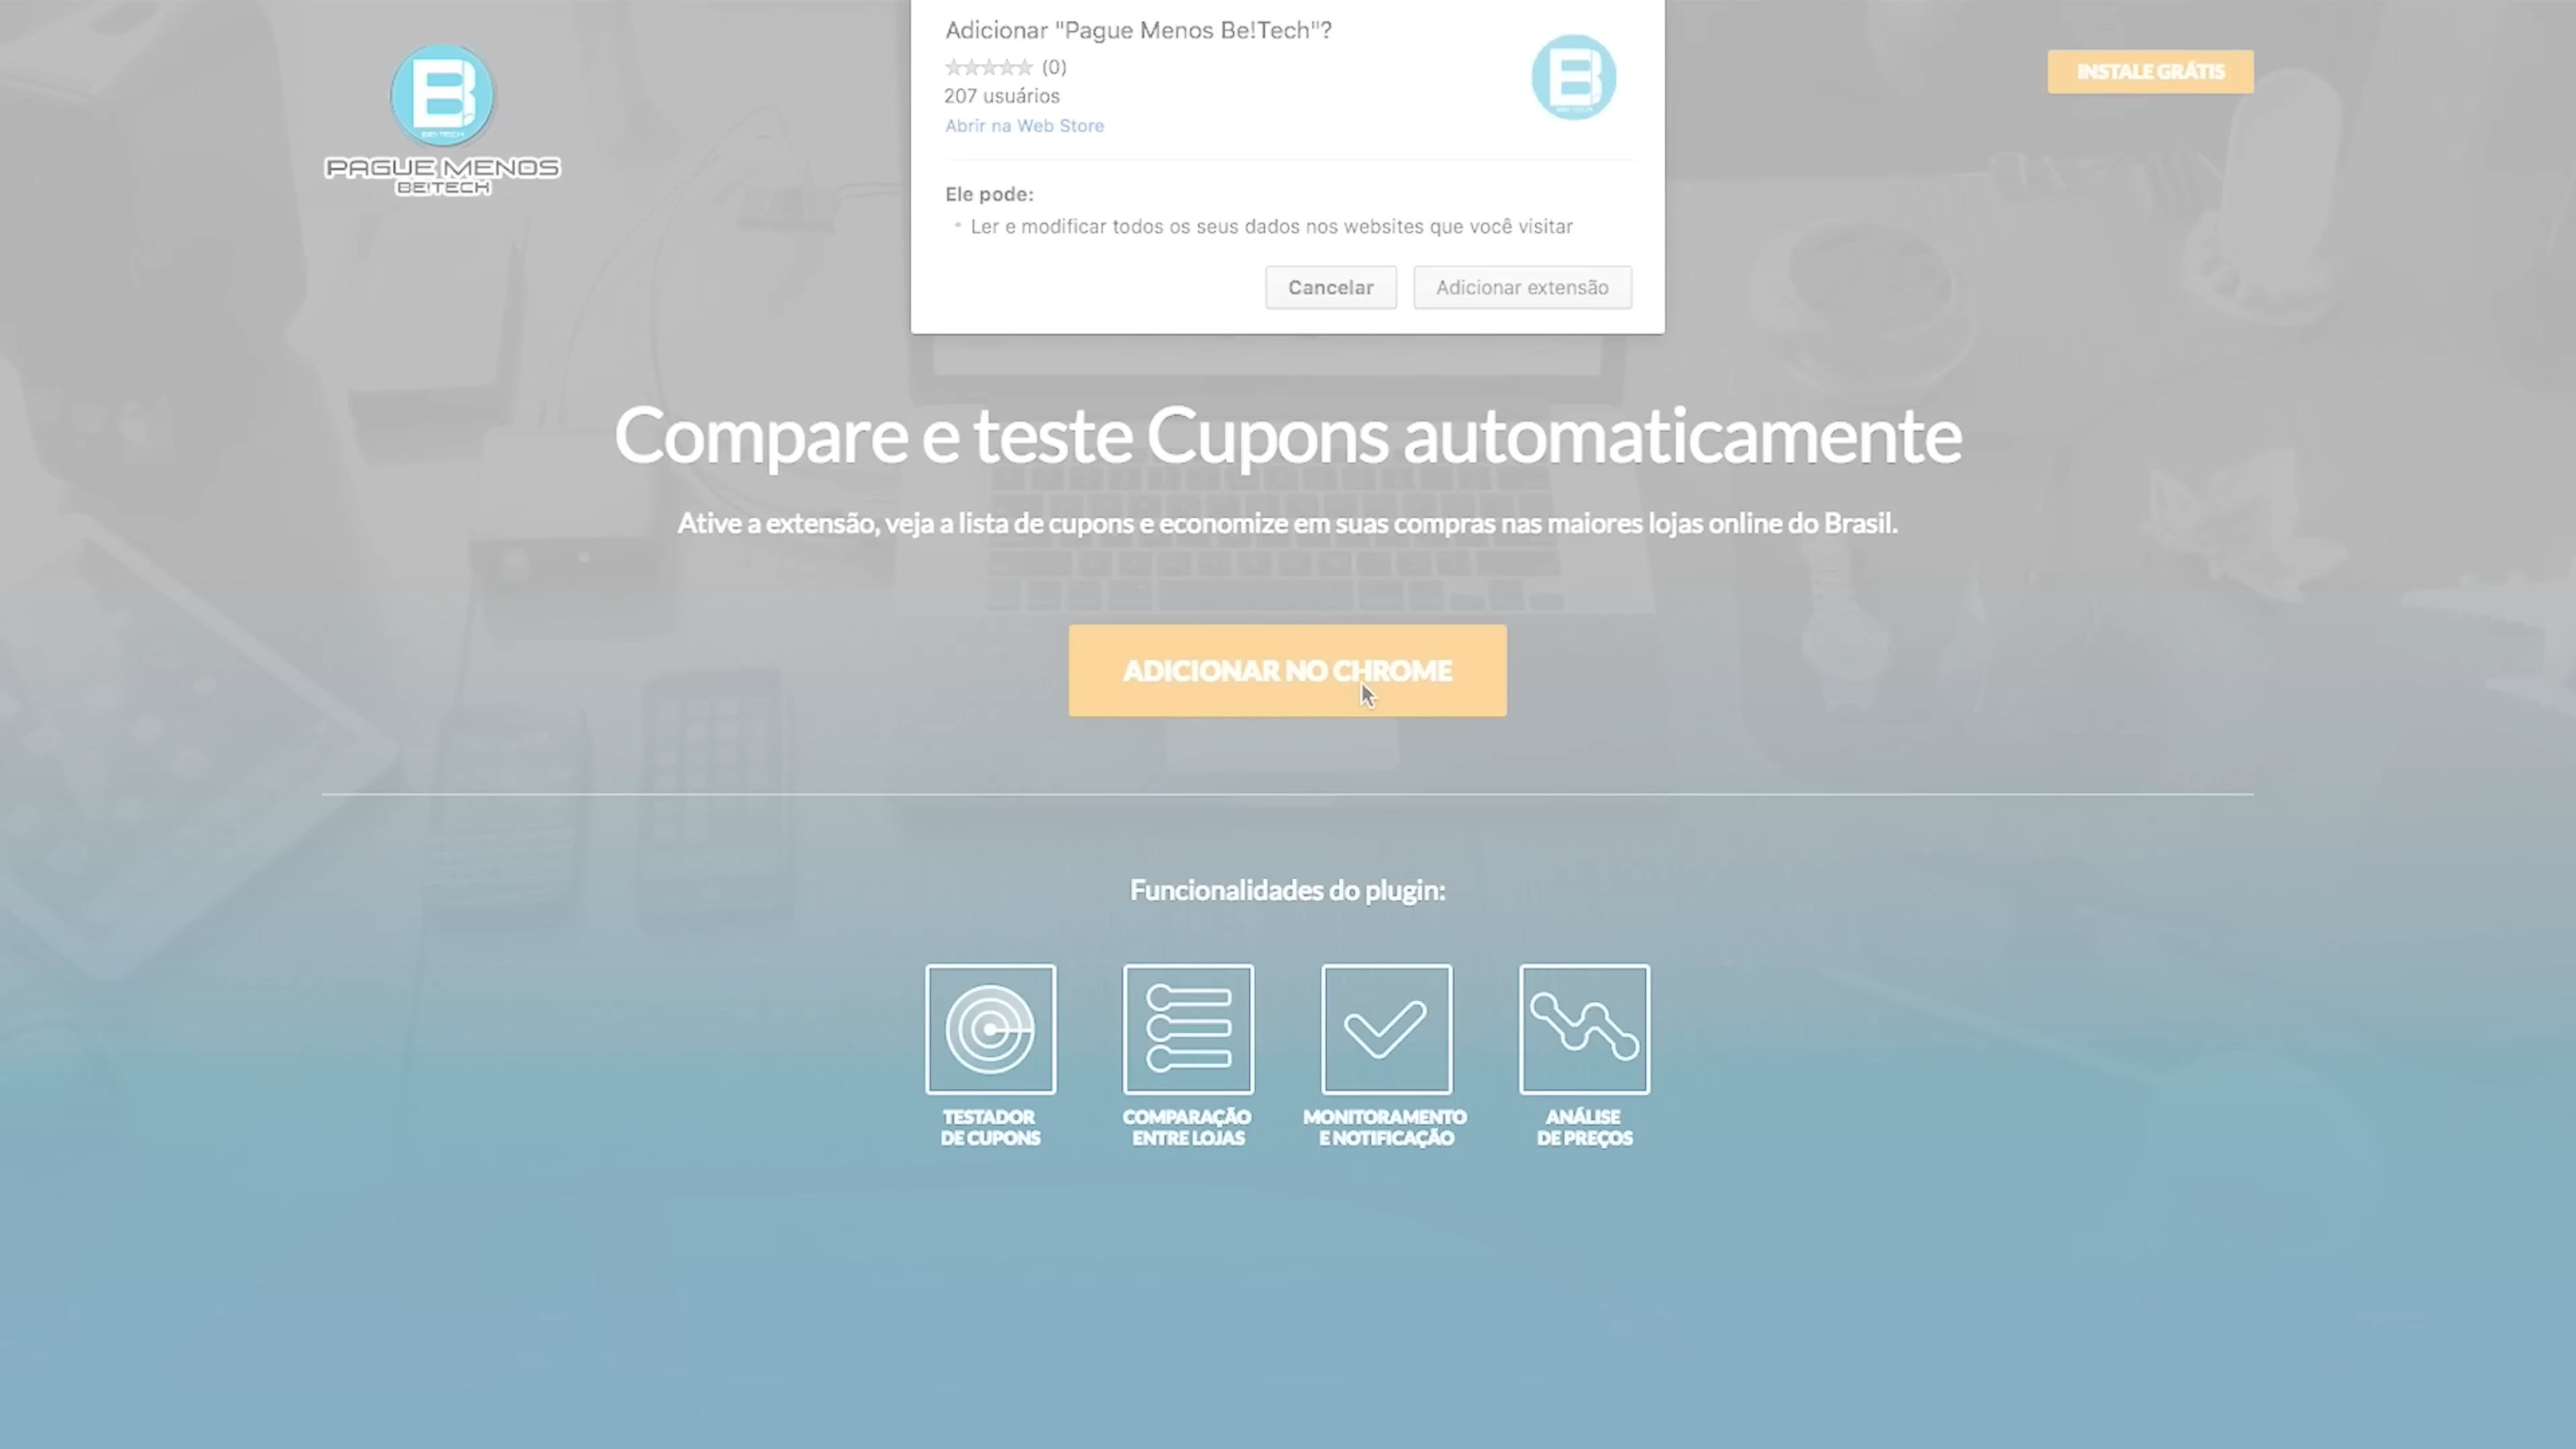 Adicionar "Pague Menos Be!Tech"?
(0)
207 usuários
Abrir na Web Store
Ele pode:
Ler e modificar todos os seus dados nos websites que você visitar
Cancelar
Adicionar extensão
B
BE!TECH
PAGUE MENOS
BE!TECH
INSTALE GRÁTIS
Compare e teste Cupons automaticamente
Ative a extensão, veja a lista de cupons e economize em suas compras nas maiores lojas online do Brasil.
ADICIONAR NO CHROME
Funcionalidades do plugin:
TESTADOR
DE CUPONS
COMPARAÇÃO
ENTRE LOJAS
MONITORAMENTO
E NOTIFICAÇÃO
ANÁLISE
DE PREÇOS